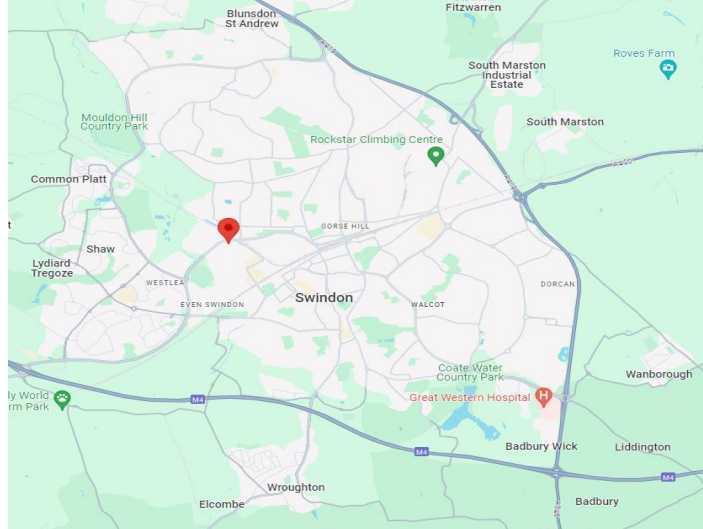 Blunsdon
St Andrew
Fitzwarren
South Marston
Industrial
Estate
Roves Farm
Mouldon Hill
Country Park
South Marston
Rockstar Climbing Centre
Common Platt
GORSE HILL
Shaw
Lydiard
Tregoze
WESTLEA
EVEN SWINDON
Swindon
WALCOT
DORCAN
Coate Water
Country Park
Wanborough
Great Western Hospital
H
ly World
rm Park
M4
M4
Badbury Wick
Liddington
M4
Wroughton
Elcombe
Badbury